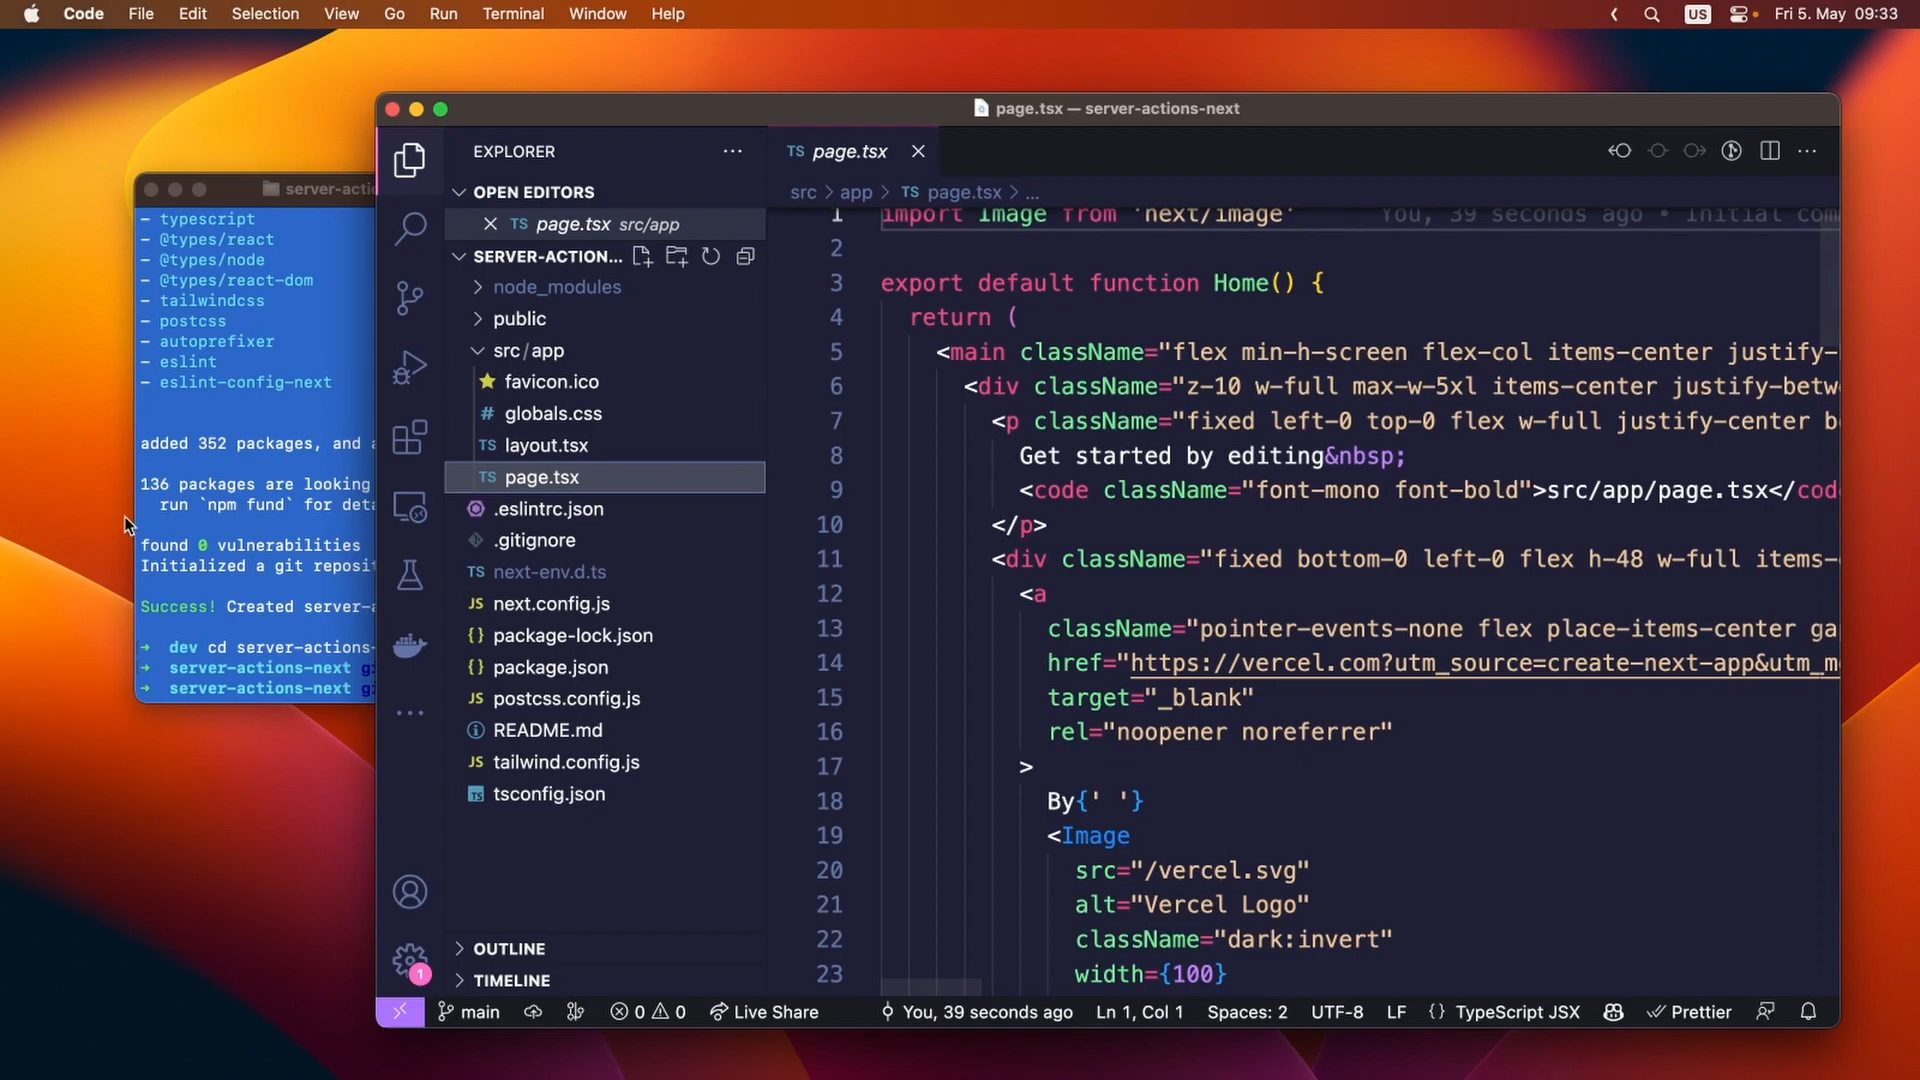 Code File Edit Selection View Go Run Terminal Window Help
US Fri 5. May 09:33
server-actio
- typescript
- @types/react
- @types/node
- @types/react-dom
- tailwindcss
- postcss
- autoprefixer
- eslint
- eslint-config-next
added 352 packages, and a
136 packages are looking
run `npm fund` for deta
found 0 vulnerabilities
Initialized a git reposit
Success! Created server-a
➜ dev cd server-actions-
➜ server-actions-next gi
➜ server-actions-next gi
page.tsx — server-actions-next
EXPLORER
OPEN EDITORS
TS page.tsx src/app
SERVER-ACTION...
node_modules
public
src/app
favicon.ico
# globals.css
TS layout.tsx
TS page.tsx
.eslintrc.json
.gitignore
TS next-env.d.ts
JS next.config.js
{} package-lock.json
{} package.json
JS postcss.config.js
README.md
JS tailwind.config.js
TS tsconfig.json
OUTLINE
TIMELINE
1
TS page.tsx
src > app > TS page.tsx > ...
1 import Image from 'next/image' You, 39 seconds ago • Initial com
2
3 export default function Home() {
4 return (
5 <main className="flex min-h-screen flex-col items-center justify-
6 <div className="z-10 w-full max-w-5xl items-center justify-betw
7 <p className="fixed left-0 top-0 flex w-full justify-center b
8 Get started by editing&nbsp;
9 <code className="font-mono font-bold">src/app/page.tsx</code
10 </p>
11 <div className="fixed bottom-0 left-0 flex h-48 w-full items-
12 <a
13 className="pointer-events-none flex place-items-center ga
14 href="https://vercel.com?utm_source=create-next-app&utm_m
15 target="_blank"
16 rel="noopener noreferrer"
17 >
18 By{' '}
19 <Image
20 src="/vercel.svg"
21 alt="Vercel Logo"
22 className="dark:invert"
23 width={100}
main 0 0 Live Share You, 39 seconds ago Ln 1, Col 1 Spaces: 2 UTF-8 LF {} TypeScript JSX Prettier